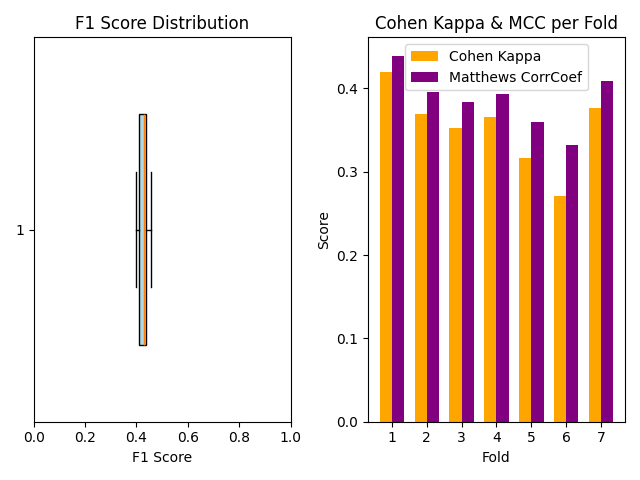 F1 Score Distribution
1
0.0 0.2 0.4 0.6 0.8 1.0
F1 Score
Cohen Kappa & MCC per Fold
Cohen Kappa
Matthews CorrCoef
0.4
0.3
0.2
0.1
0.0
Score
1 2 3 4 5 6 7
Fold